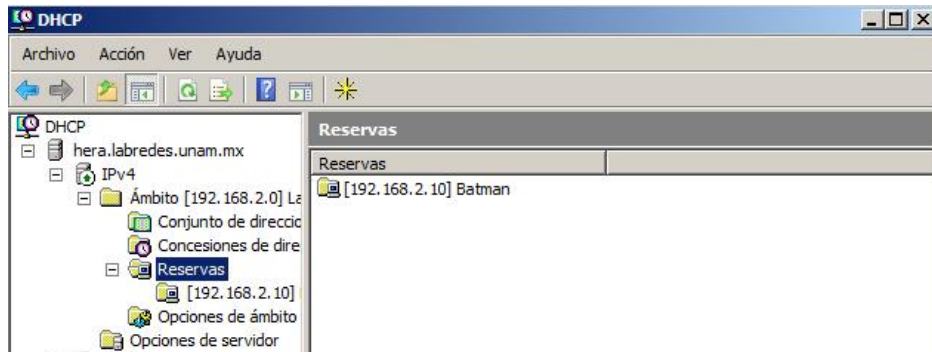 DHCP
Archivo Acción Ver Ayuda
DHCP
hera.labredes.unam.mx
IPv4
Ámbito [192.168.2.0] La
Conjunto de direccio
Concesiones de dire
Reservas
[192.168.2.10]
Opciones de ámbito
Opciones de servidor
Reservas
Reservas
[192.168.2.10] Batman